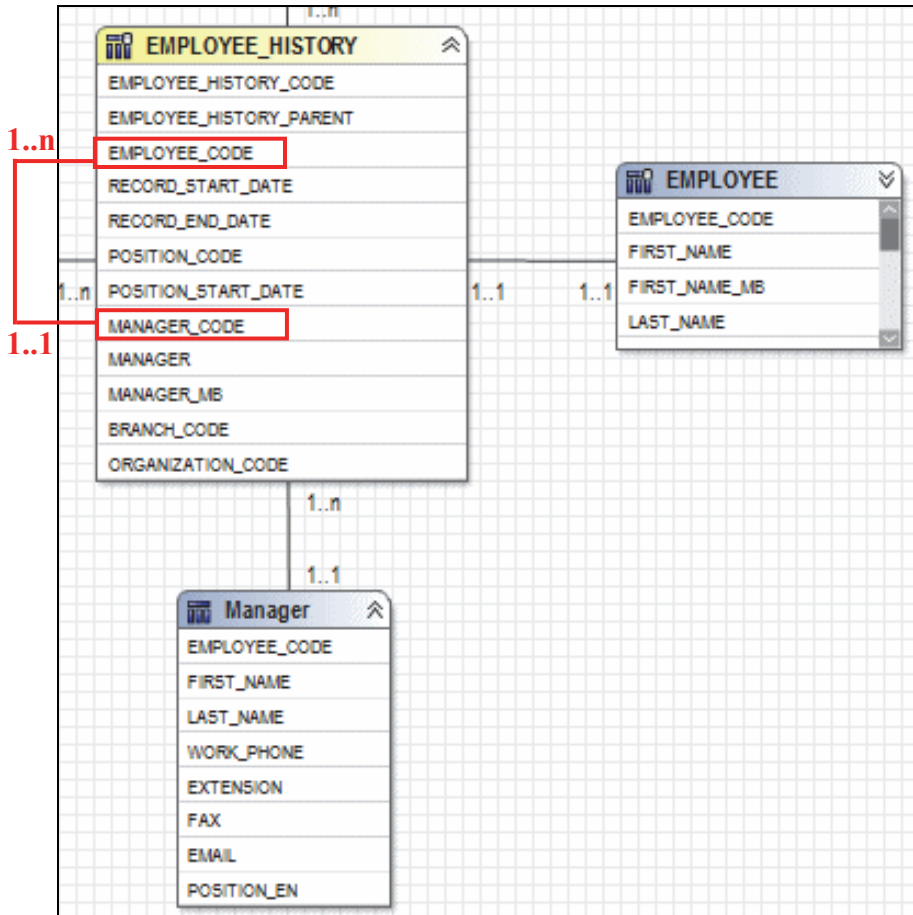 1..n
EMPLOYEE_HISTORY
EMPLOYEE_HISTORY_CODE
EMPLOYEE_HISTORY_PARENT
1..n
EMPLOYEE_CODE
RECORD_START_DATE
RECORD_END_DATE
POSITION_CODE
1..n
POSITION_START_DATE
1..1
MANAGER_CODE
MANAGER
MANAGER_MB
BRANCH_CODE
ORGANIZATION_CODE
1..1
1..1
EMPLOYEE
EMPLOYEE_CODE
FIRST_NAME
FIRST_NAME_MB
LAST_NAME
1..n
1..1
Manager
EMPLOYEE_CODE
FIRST_NAME
LAST_NAME
WORK_PHONE
EXTENSION
FAX
EMAIL
POSITION_EN